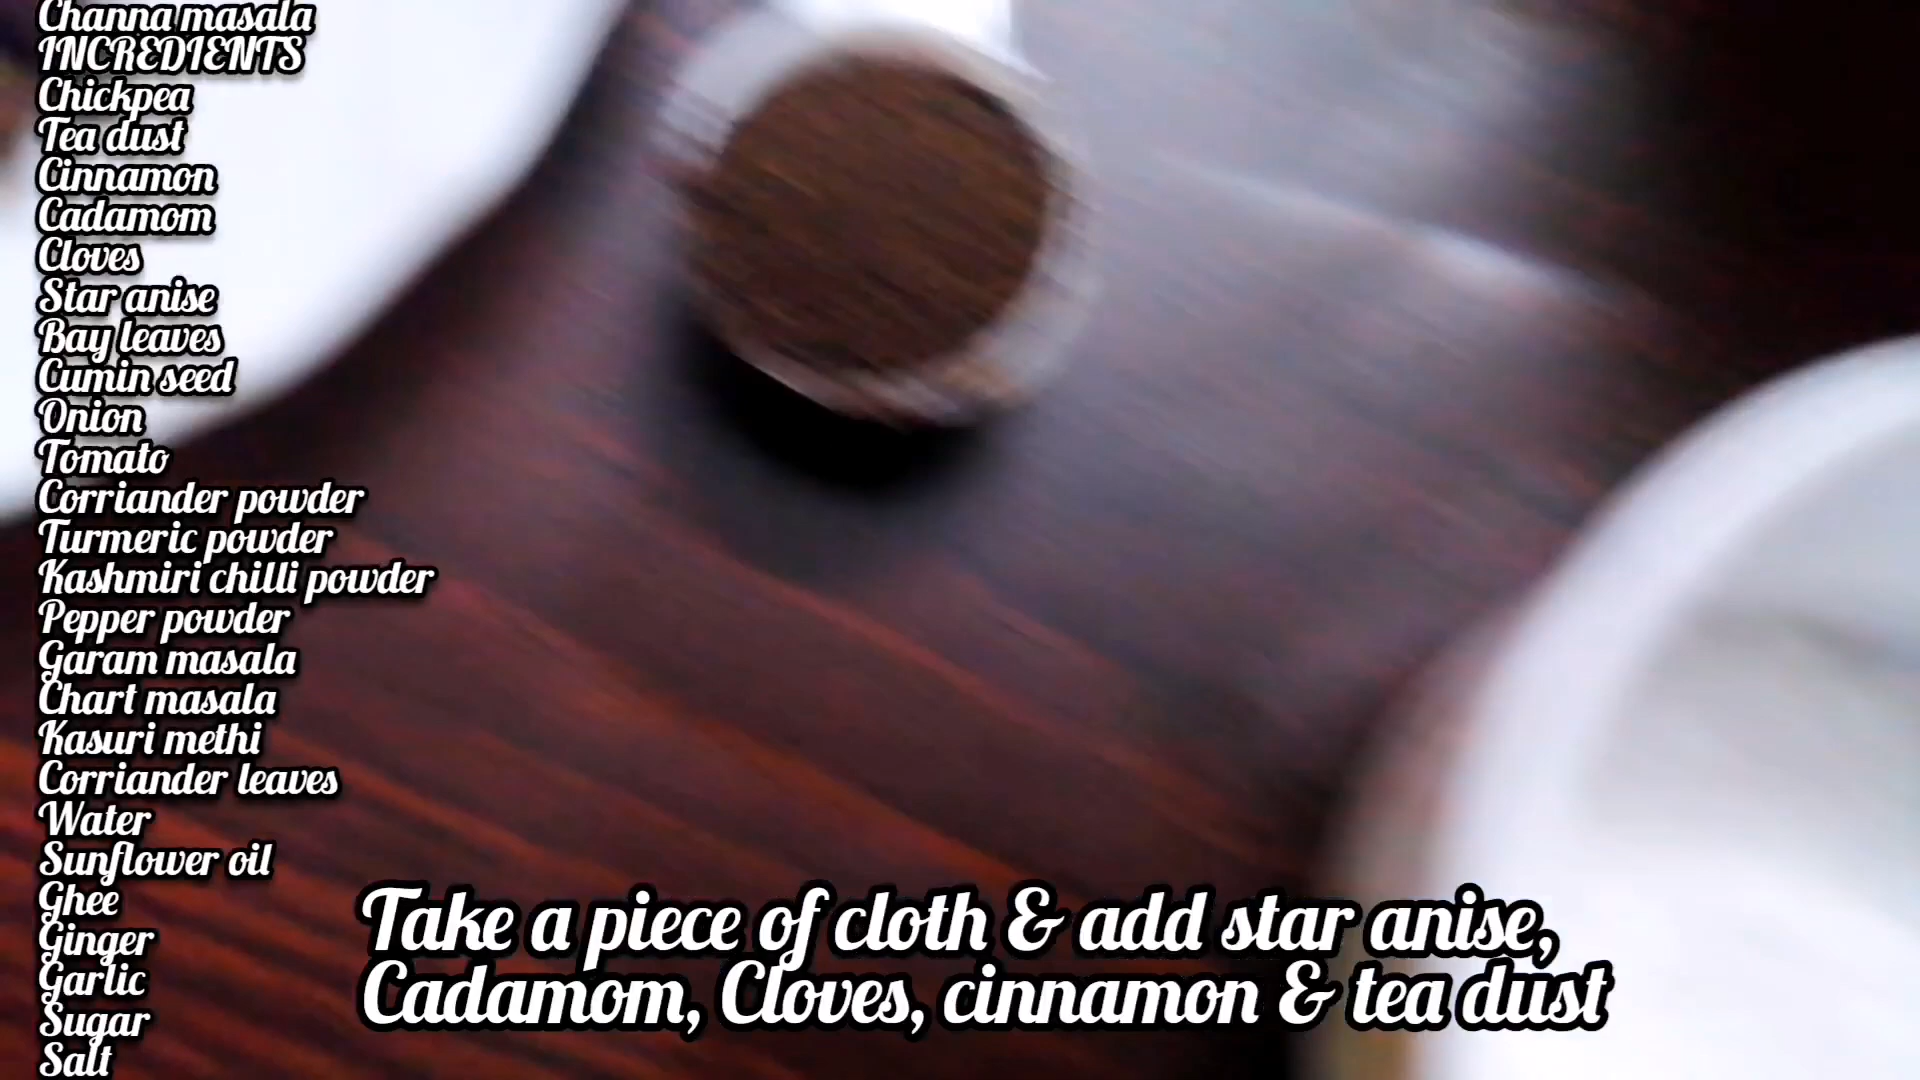 Channa masala
INCREDIENTS
Chickpea
Tea dust
Cinnamon
Cadamom
Cloves
Star anise
Bay leaves
Cumin seed
Onion
Tomato
Corriander powder
Turmeric powder
Kashmiri chilli powder
Pepper powder
Garam masala
Chart masala
Kasuri methi
Corriander leaves
Water
Sunflower oil
Ghee
Ginger
Garlic
Sugar
Salt
Take a piece of cloth & add star anise,
Cadamom, Cloves, cinnamon & tea dust